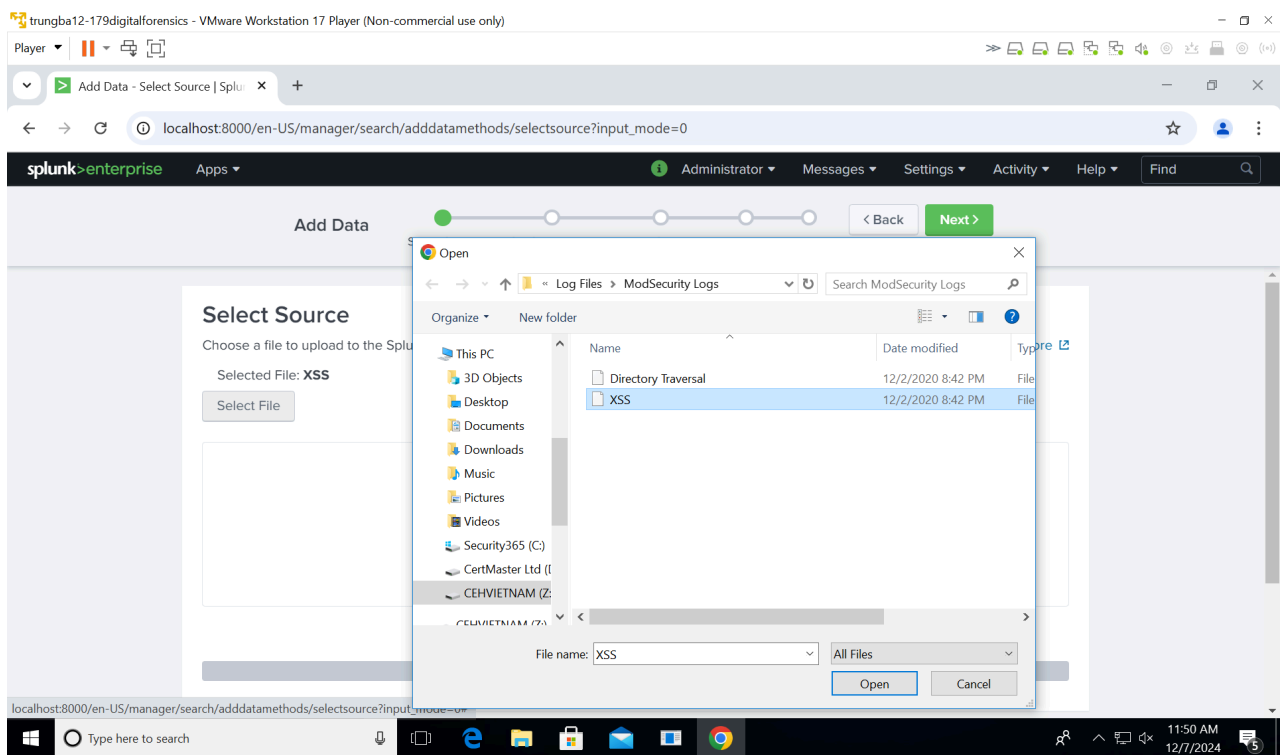 trungba12-179digitalforensics - VMware Workstation 17 Player (Non-commercial use only)
Player
Add Data - Select Source | Splu
localhost:8000/en-US/manager/search/adddatamethods/selectsource?input_mode=0
splunk>enterprise Apps Administrator Messages Settings Activity Help Find
Add Data < Back Next >
Open
« Log Files > ModSecurity Logs Search ModSecurity Logs
Organize New folder
Select Source
Choose a file to upload to the Splu
Selected File: XSS
Select File
This PC
3D Objects
Desktop
Documents
Downloads
Music
Pictures
Videos
Security365 (C:)
CertMaster Ltd (
CEHVIETNAM (Z:
CEHVIETNAM (Z:)
Name Date modified Typ
ore
Directory Traversal 12/2/2020 8:42 PM File
XSS 12/2/2020 8:42 PM File
File name: XSS All Files
Open Cancel
localhost:8000/en-US/manager/search/adddatamethods/selectsource?input_mode=0#
Type here to search
11:50 AM
12/7/2024
5